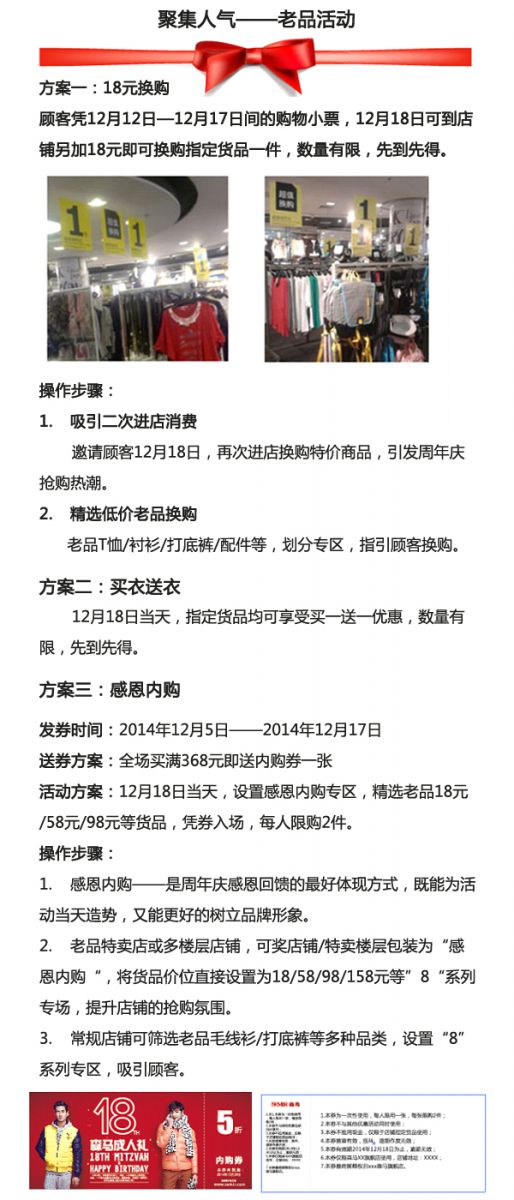 聚集人气——老品活动
方案一：18元换购
顾客凭12月12日—12月17日间的购物小票，12月18日可到店
铺另加18元即可换购指定货品一件，数量有限，先到先得。
1
超值
换购
1
超值
换购
1
1
操作步骤：
1. 吸引二次进店消费
邀请顾客12月18日，再次进店换购特价商品，引发周年庆
抢购热潮。
2. 精选低价老品换购
老品T恤/衬衫/打底裤/配件等，划分专区，指引顾客换购。
方案二：买衣送衣
12月18日当天，指定货品均可享受买一送一优惠，数量有
限，先到先得。
方案三：感恩内购
发券时间：2014年12月5日——2014年12月17日
送券方案：全场买满368元即送内购券一张
活动方案：12月18日当天，设置感恩内购专区，精选老品18元
/58元/98元等货品，凭券入场，每人限购2件。
操作步骤：
1. 感恩内购——是周年庆感恩回馈的最好体现方式，既能为活
动当天造势，又能更好的树立品牌形象。
2. 老品特卖店或多楼层店铺，可奖店铺/特卖楼层包装为“感
恩内购“，将货品价位直接设置为18/58/98/158元等”8“系列
专场，提升店铺的抢购氛围。
3. 常规店铺可筛选老品毛线衫/打底裤等多种品类，设置“8”
系列专区，吸引顾客。
18TH
森马成人礼
18TH MITZVAH
HAPPY BIRTHDAY
5折
内购券
1.本券为一次性使用，每人限用一张，每张限购2件；
2.本券不与其他优惠活动同时使用；
3.本券不能用现金，仅限于店铺指定货品使用；
5.本券有效期2014年12月18日为止，逾期无效；
6.本券仅限森马XX旗舰店使用，店铺地址：XXXX；
7.本券最终解释权归xxx森马旗舰店。